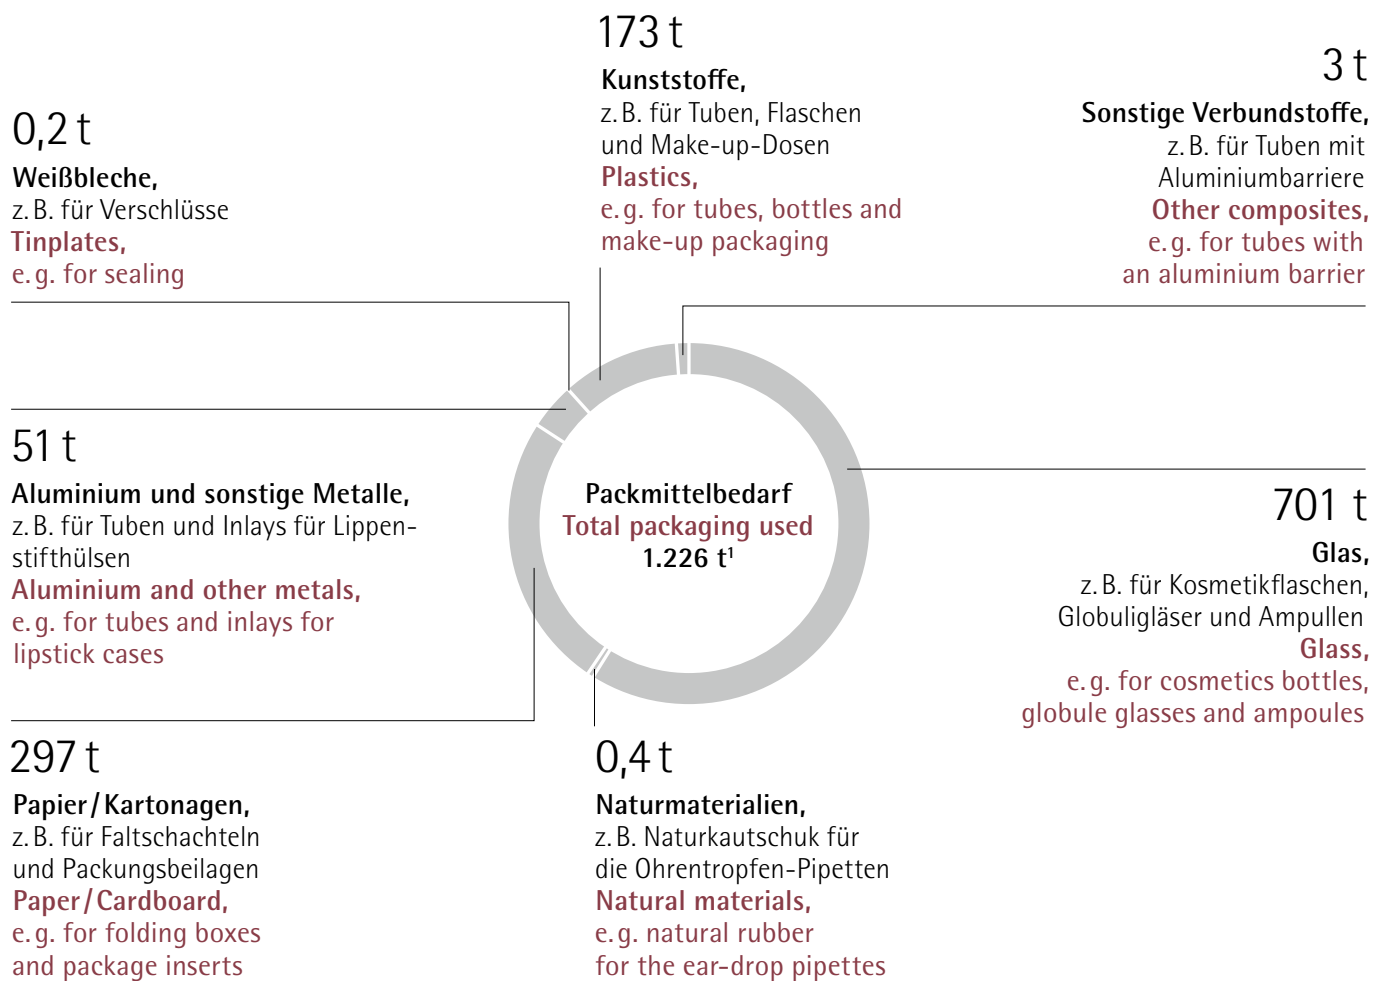 173 t
Kunststoffe,
z. B. für Tuben, Flaschen
und Make-up-Dosen
Plastics,
e. g. for tubes, bottles and
make-up packaging
3 t
Sonstige Verbundstoffe,
z. B. für Tuben mit
Aluminiumbarriere
Other composites,
e. g. for tubes with
an aluminium barrier
0,2 t
Weißbleche,
z. B. für Verschlüsse
Tinplates,
e. g. for sealing
51 t
Aluminium und sonstige Metalle,
z. B. für Tuben und Inlays für Lippen-
stifthülsen
Aluminium and other metals,
e. g. for tubes and inlays for
lipstick cases
Packmittelbedarf
Total packaging used
1.226 t¹
701 t
Glas,
z. B. für Kosmetikflaschen,
Globuligläser und Ampullen
Glass,
e. g. for cosmetics bottles,
globule glasses and ampoules
297 t
Papier / Kartonagen,
z. B. für Faltschachteln
und Packungsbeilagen
Paper / Cardboard,
e. g. for folding boxes
and package inserts
0,4 t
Naturmaterialien,
z. B. Naturkautschuk für
die Ohrentropfen-Pipetten
Natural materials,
e. g. natural rubber
for the ear-drop pipettes